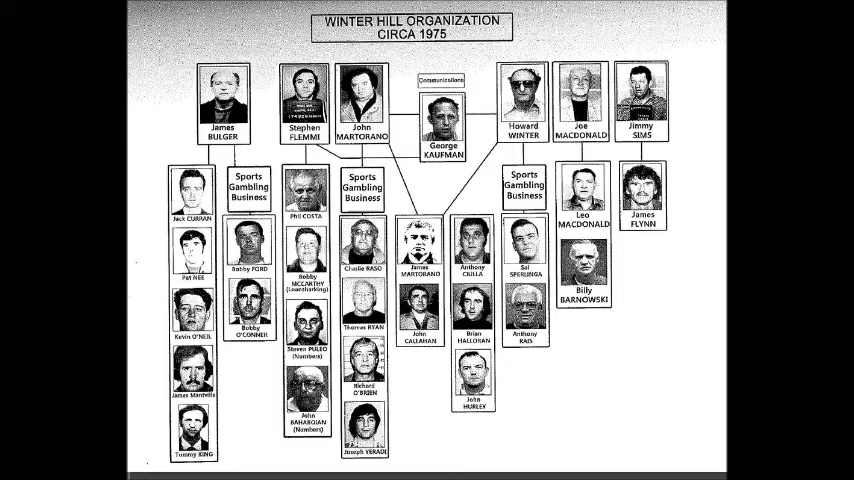 WINTER HILL ORGANIZATION
CIRCA 1975
Communications
James
BULGER
Stephen
FLEMMI
John
MARTORANO
George
KAUFMAN
Howard
WINTER
Joe
MACDONALD
Jimmy
SIMS
Jack CURRAN
Pat NEE
Kevin O'NEIL
James Mantville
Tommy KING
Sports
Gambling
Business
Bobby FORD
Bobby
O'CONNER
Phil COSTA
Bobby
MCCARTHY
(Loansharking)
Steven PULEO
(Numbers)
John
BAHAROIAN
(Numbers)
Sports
Gambling
Business
Charlie RASO
Thomas RYAN
Richard
O'BRIEN
Joseph YERADI
James
MARTORANO
John
CALLAHAN
Anthony
CIULLA
Brian
HALLORAN
John
HURLEY
Sports
Gambling
Business
Sal
SPERLINGA
Anthony
RAIS
Leo
MACDONALD
Billy
BARNOWSKI
James
FLYNN